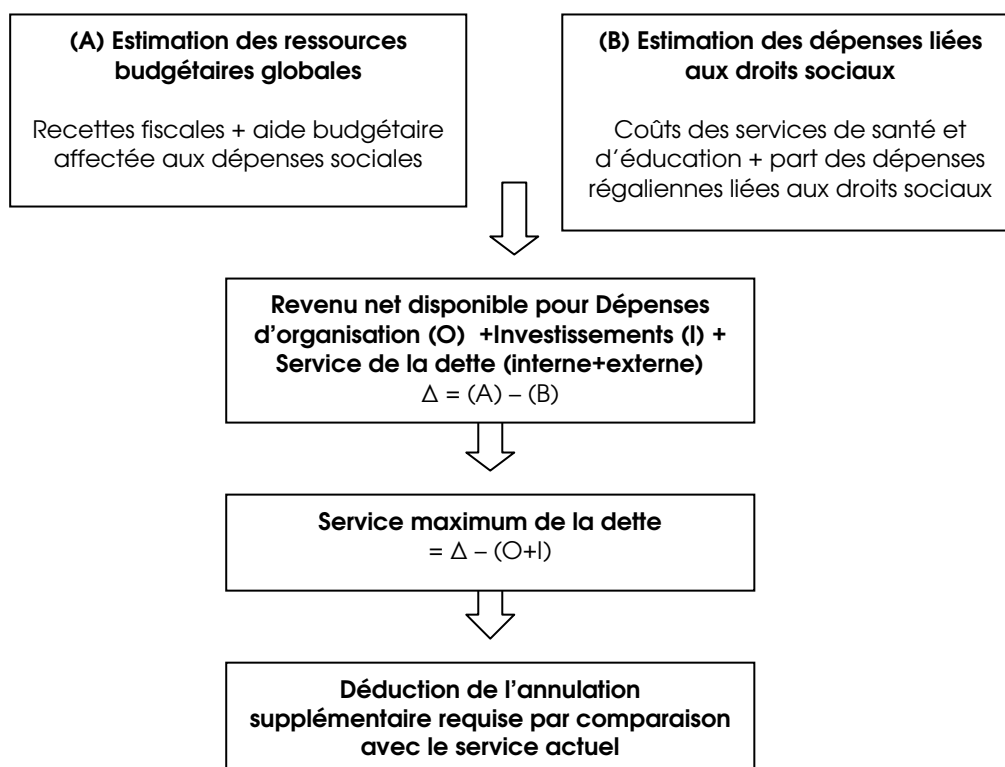 (A) Estimation des ressources
budgétaires globales
Recettes fiscales + aide budgétaire
affectée aux dépenses sociales
(B) Estimation des dépenses liées
aux droits sociaux
Coûts des services de santé et
d'éducation + part des dépenses
régaliennes liées aux droits sociaux
Revenu net disponible pour Dépenses
d'organisation (O) +Investissements (I) +
Service de la dette (interne+externe)
Δ = (A) – (B)
Service maximum de la dette
= Δ – (O+I)
Déduction de l'annulation
supplémentaire requise par comparaison
avec le service actuel